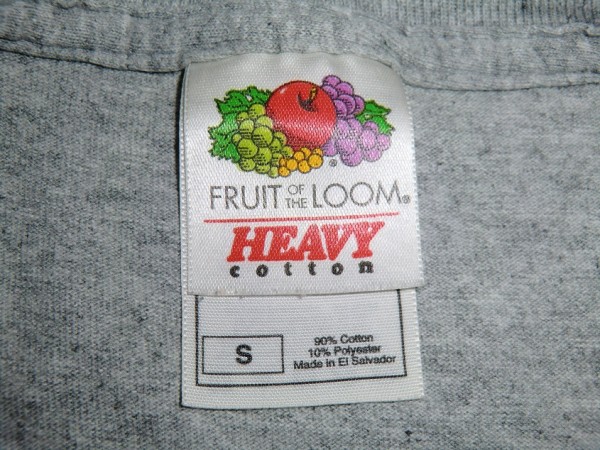 FRUIT OF THE LOOM®
HEAVY
cotton
S
90% Cotton
10% Polyester
Made in El Salvador